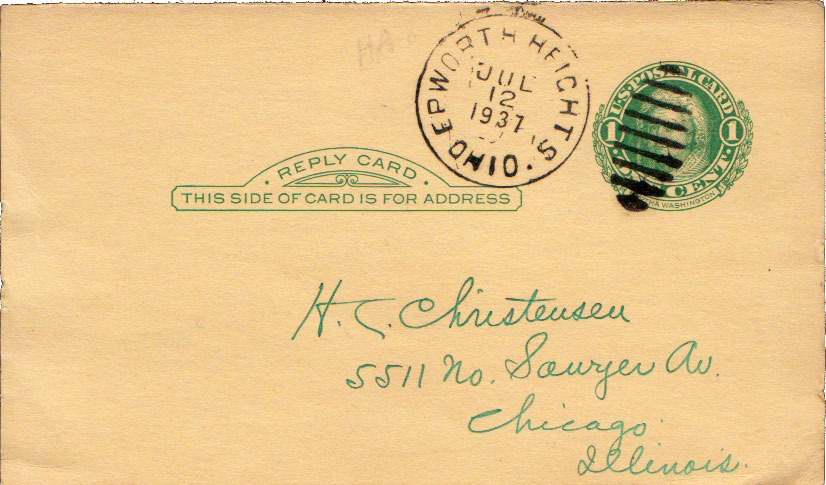 HA
EPWORTH HEIGHTS · OHIO
JUL
12
1937
U·S·POSTAL CARD
1 1
CENT
WASHINGTON
· REPLY CARD ·
THIS SIDE OF CARD IS FOR ADDRESS
H. C. Christensen
5511 No. Sawyer Av.
Chicago
Illinois.